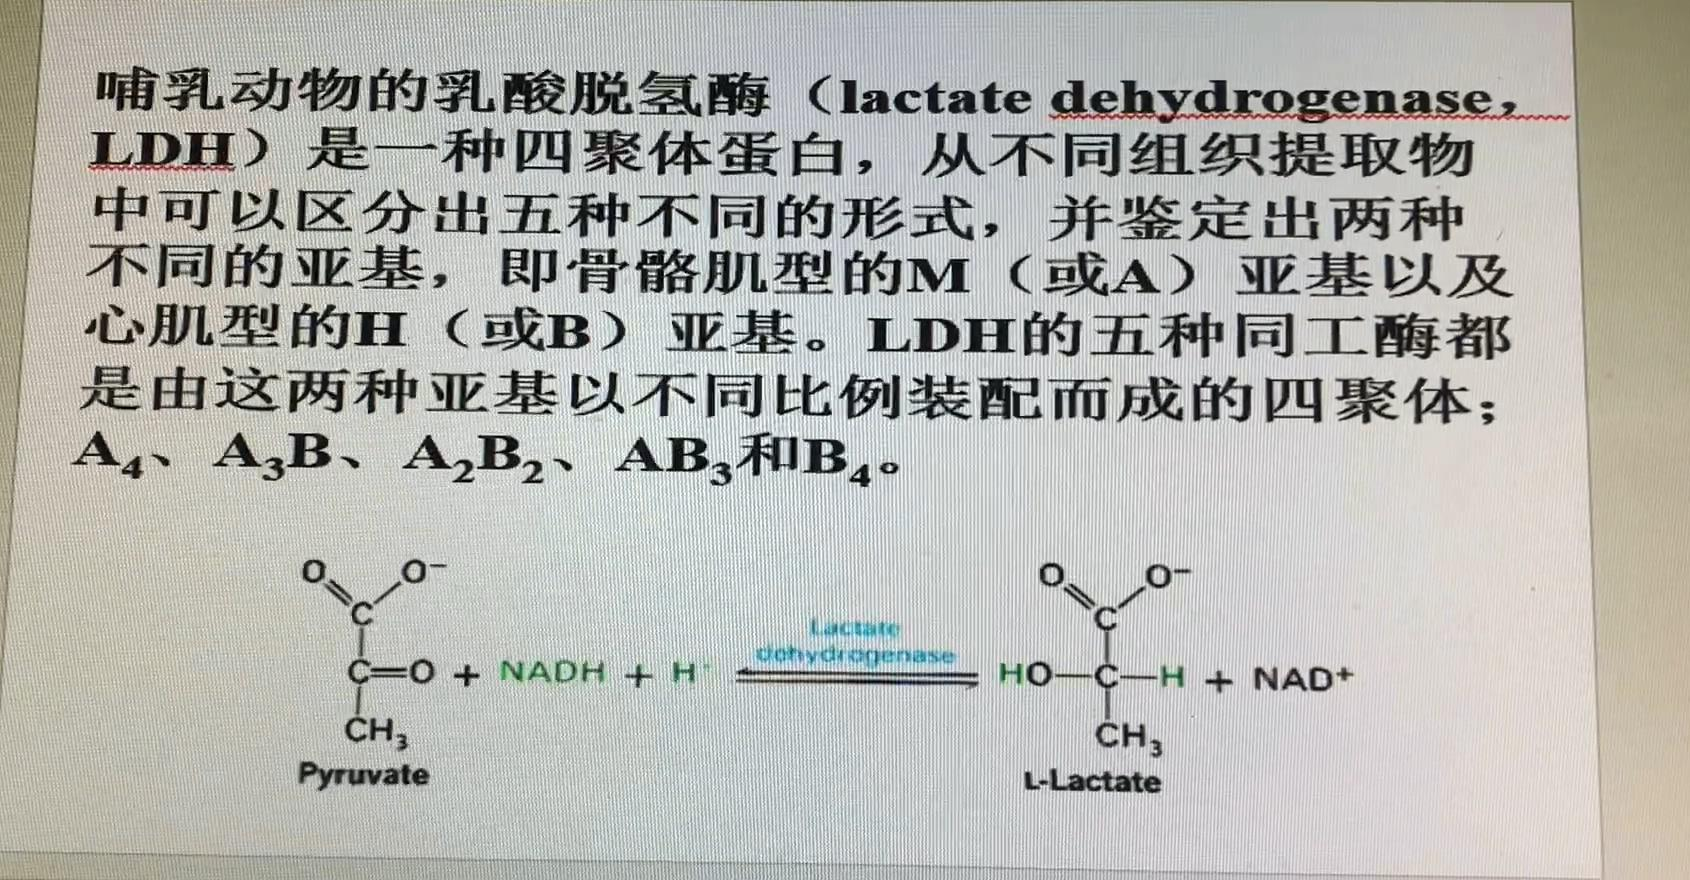 哺乳动物的乳酸脱氢酶（lactate dehydrogenase，
LDH）是一种四聚体蛋白，从不同组织提取物
中可以区分出五种不同的形式，并鉴定出两种
不同的亚基，即骨骼肌型的M（或A）亚基以及
心肌型的H（或B）亚基。LDH的五种同工酶都
是由这两种亚基以不同比例装配而成的四聚体；
A₄、A₃B、A₂B₂、AB₃和B₄。
O O⁻
C
C=O + NADH + H⁺
CH₃
Pyruvate
Lactate
dehydrogenase
O O⁻
C
HO—C—H + NAD⁺
CH₃
L-Lactate